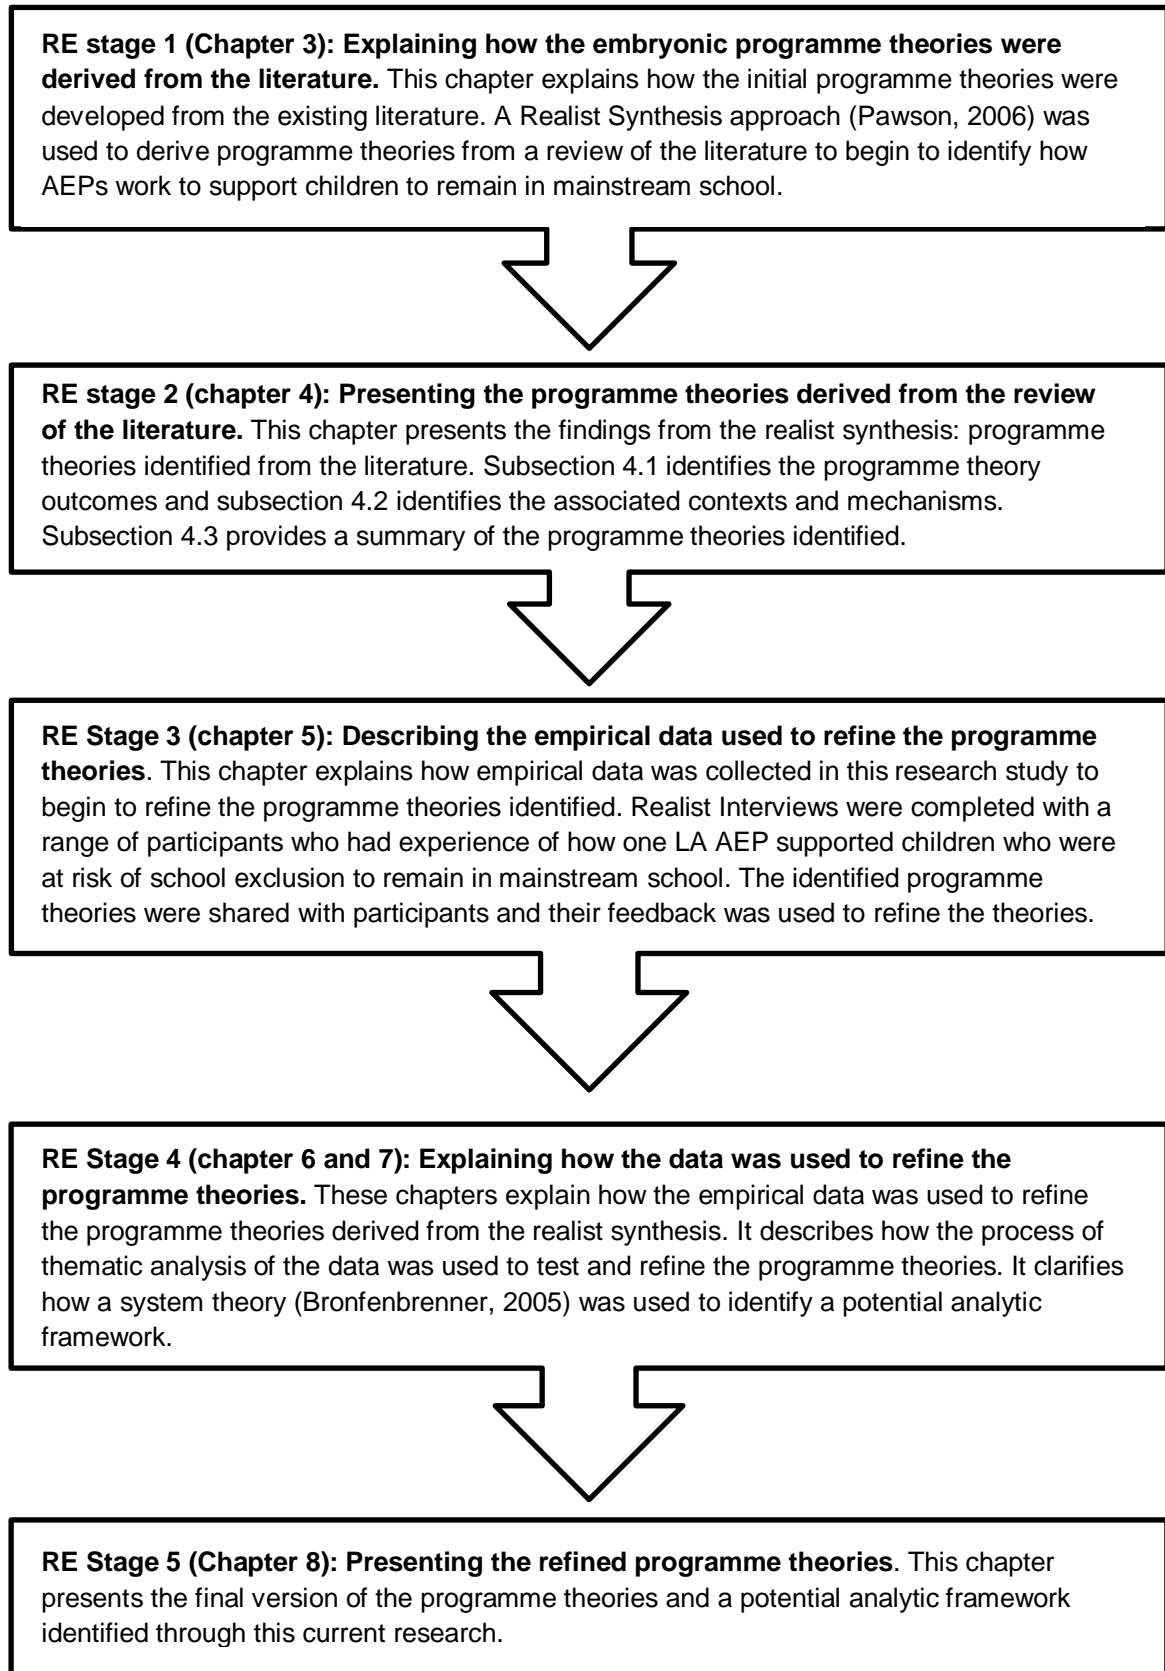 RE stage 1 (Chapter 3): Explaining how the embryonic programme theories were
derived from the literature. This chapter explains how the initial programme theories were
developed from the existing literature. A Realist Synthesis approach (Pawson, 2006) was
used to derive programme theories from a review of the literature to begin to identify how
AEPs work to support children to remain in mainstream school.
RE stage 2 (chapter 4): Presenting the programme theories derived from the review
of the literature. This chapter presents the findings from the realist synthesis: programme
theories identified from the literature. Subsection 4.1 identifies the programme theory
outcomes and subsection 4.2 identifies the associated contexts and mechanisms.
Subsection 4.3 provides a summary of the programme theories identified.
RE Stage 3 (chapter 5): Describing the empirical data used to refine the programme
theories. This chapter explains how empirical data was collected in this research study to
begin to refine the programme theories identified. Realist Interviews were completed with a
range of participants who had experience of how one LA AEP supported children who were
at risk of school exclusion to remain in mainstream school. The identified programme
theories were shared with participants and their feedback was used to refine the theories.
RE Stage 4 (chapter 6 and 7): Explaining how the data was used to refine the
programme theories. These chapters explain how the empirical data was used to refine
the programme theories derived from the realist synthesis. It describes how the process of
thematic analysis of the data was used to test and refine the programme theories. It clarifies
how a system theory (Bronfenbrenner, 2005) was used to identify a potential analytic
framework.
RE Stage 5 (Chapter 8): Presenting the refined programme theories. This chapter
presents the final version of the programme theories and a potential analytic framework
identified through this current research.